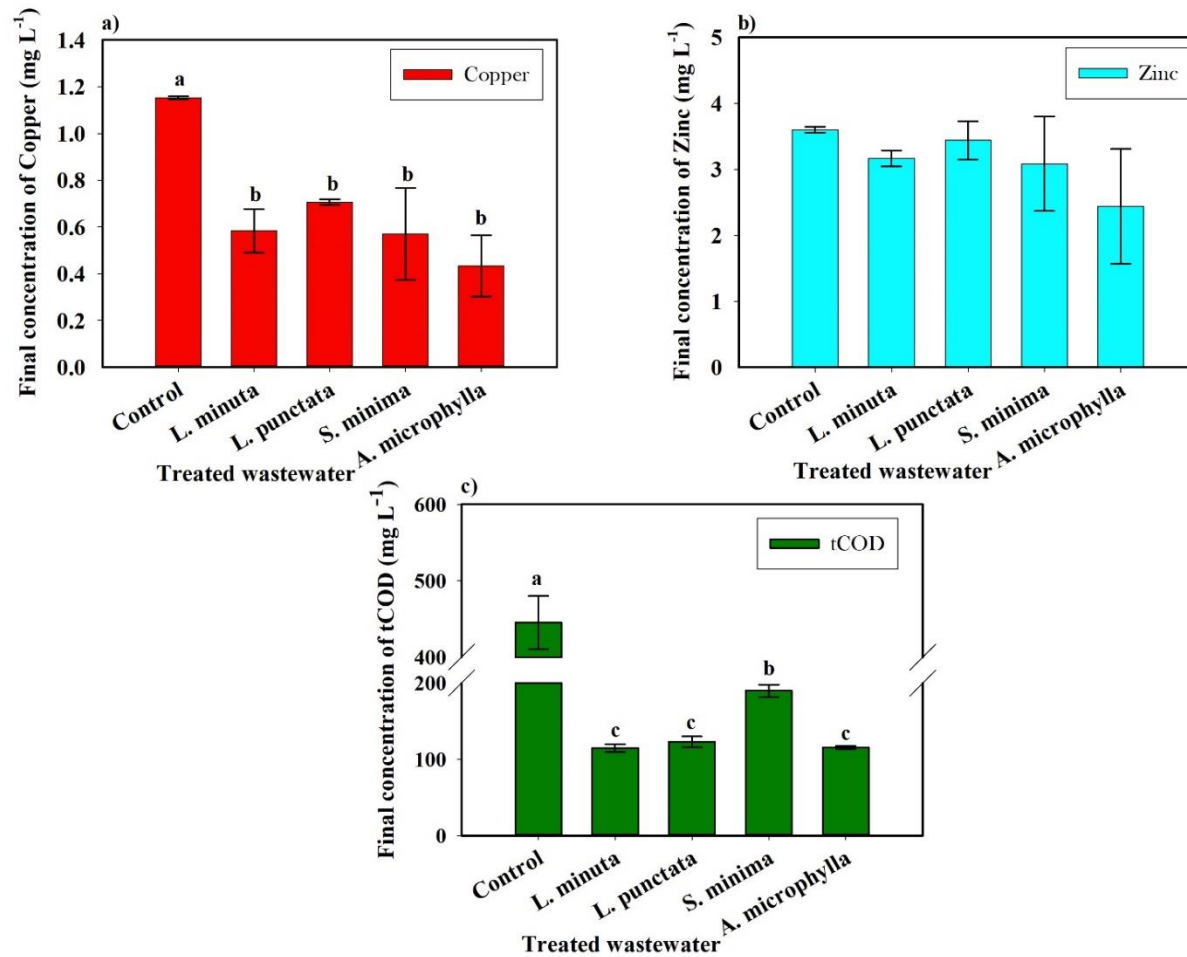 a)
Final concentration of Copper (mg L-1)
1.4
1.2
1.0
0.8
0.6
0.4
0.2
0.0
Copper
a
b
b
b
b
Control
L. minuta
L. punctata
S. minima
A. microphylla
Treated wastewater
b)
Final concentration of Zinc (mg L-1)
5
4
3
2
1
0
Zinc
Control
L. minuta
L. punctata
S. minima
A. microphylla
Treated wastewater
c)
Final concentration of tCOD (mg L-1)
600
500
400
200
100
0
tCOD
a
c
c
b
c
Control
L. minuta
L. punctata
S. minima
A. microphylla
Treated wastewater